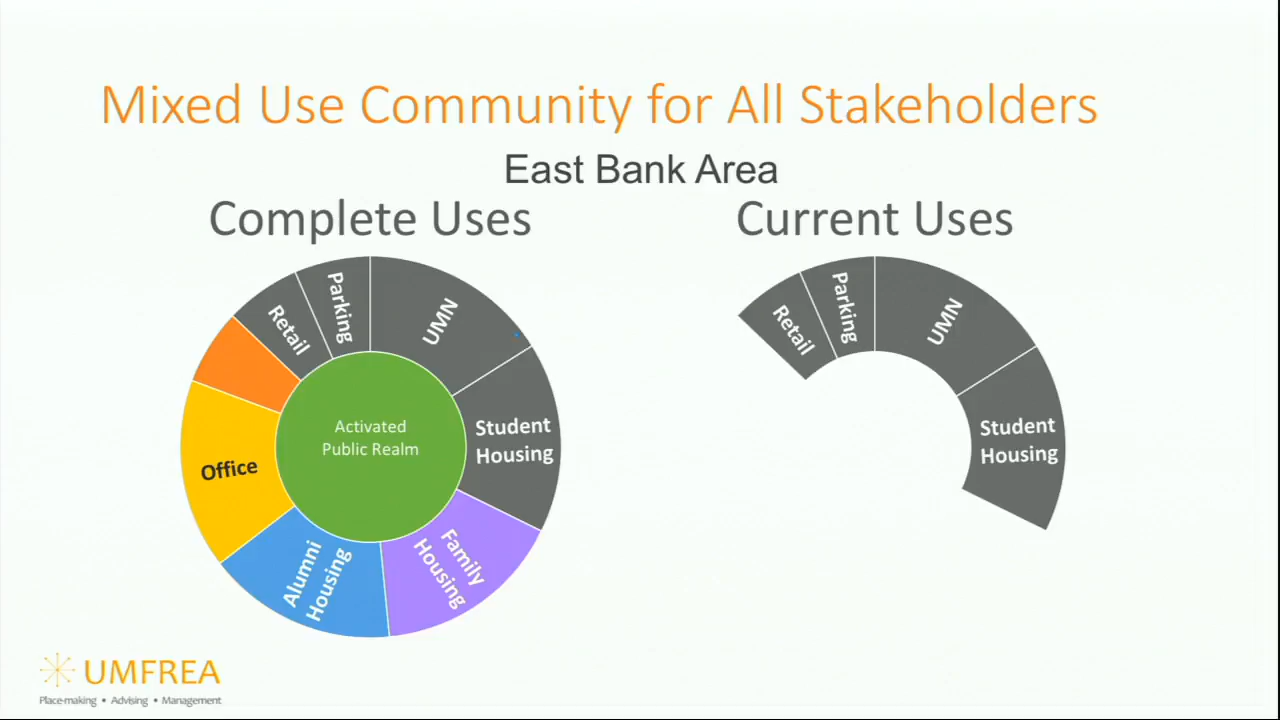 Mixed Use Community for All Stakeholders
East Bank Area
Complete Uses
Retail
Parking
UMN
Student
Housing
Family
Housing
Alumni
Housing
Office
Activated
Public Realm
Current Uses
Retail
Parking
UMN
Student
Housing
UMFREA
Place-making • Advising • Management